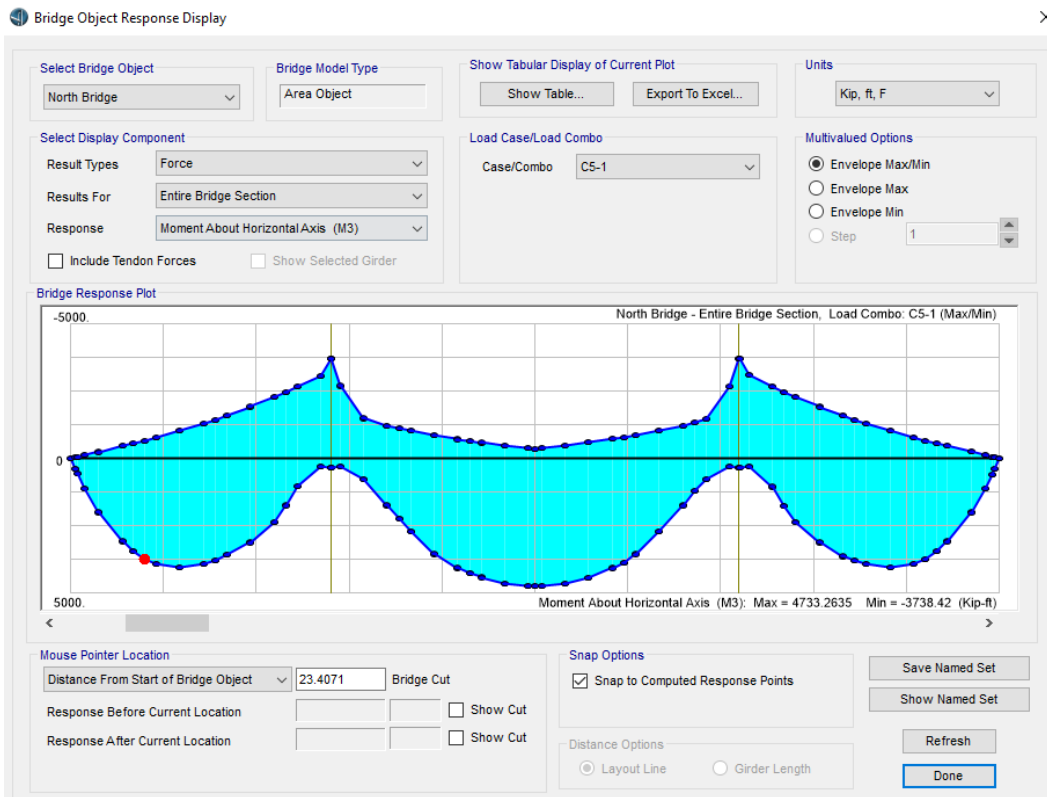 Bridge Object Response Display
Select Bridge Object
North Bridge
Bridge Model Type
Area Object
Show Tabular Display of Current Plot
Show Table...
Export To Excel...
Units
Kip, ft, F
Select Display Component
Result Types
Force
Results For
Entire Bridge Section
Response
Moment About Horizontal Axis (M3)
Include Tendon Forces
Show Selected Girder
Load Case/Load Combo
Case/Combo
C5-1
Multivalued Options
Envelope Max/Min
Envelope Max
Envelope Min
Step
1
Bridge Response Plot
-5000.
North Bridge - Entire Bridge Section, Load Combo: C5-1 (Max/Min)
0
5000.
Moment About Horizontal Axis (M3): Max = 4733.2635 Min = -3738.42 (Kip-ft)
Mouse Pointer Location
Distance From Start of Bridge Object
23.4071
Bridge Cut
Response Before Current Location
Show Cut
Response After Current Location
Show Cut
Snap Options
Snap to Computed Response Points
Distance Options
Layout Line
Girder Length
Save Named Set
Show Named Set
Refresh
Done